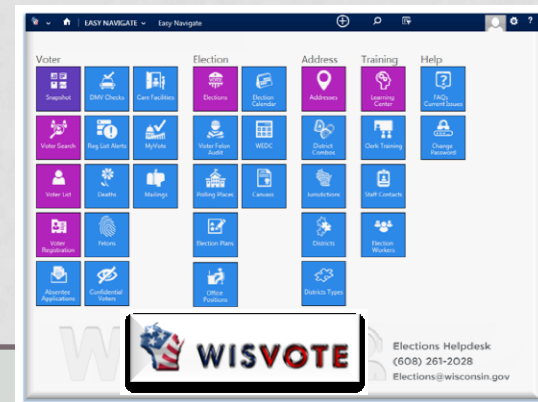 EASY NAVIGATE Easy Navigate
Voter Election Address Training Help
Snapshot DMV Checks Care Facilities Elections Election Calendar Addresses Learning Center FAQs Current Issues
Voter Search Reg List Alerts MyVote Voter Felon Audit WEDC District Combos Clerk Training Change Password
Voter List Deaths Mailings Polling Places Canvass Jurisdictions Staff Contacts
Voter Registration Felons Election Plans Districts Election Workers
Absentee Applications Confidential Voters Office Positions Districts Types
WISVOTE
Elections Helpdesk
(608) 261-2028
Elections@wisconsin.gov